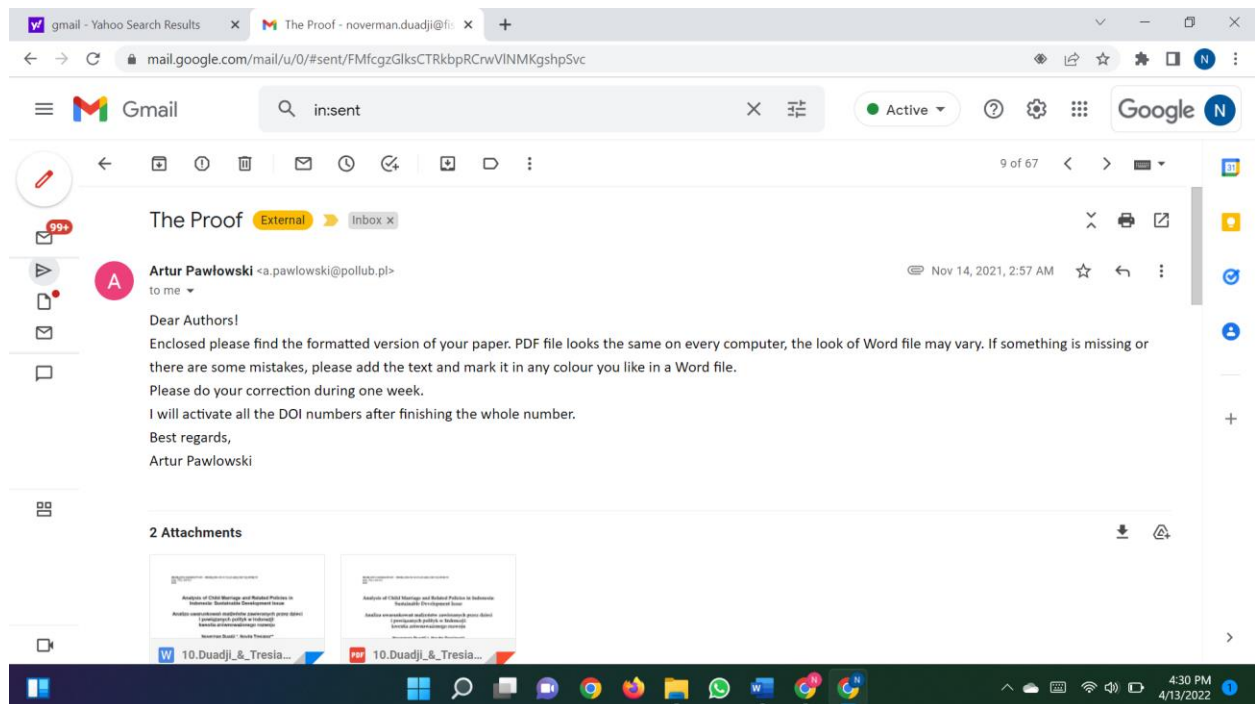 gmail - Yahoo Search Results
The Proof - noverman.duadji@fis
mail.google.com/mail/u/0/#sent/FMfcgzGlksCTRkbpRCrwVlNMKgshpSvc
N
Gmail
in:sent
Active
Google N
9 of 67
31
99+
The Proof External Inbox x
A
Artur Pawłowski <a.pawlowski@pollub.pl>
Nov 14, 2021, 2:57 AM
to me
Dear Authors!
Enclosed please find the formatted version of your paper. PDF file looks the same on every computer, the look of Word file may vary. If something is missing or
there are some mistakes, please add the text and mark it in any colour you like in a Word file.
Please do your correction during one week.
I will activate all the DOI numbers after finishing the whole number.
Best regards,
Artur Pawlowski
2 Attachments
Analysis of Child Marriage and Related Policies in
Indonesia: Sustainable Development Issue
Analysis of Child Marriage and Related Policies in Indonesia:
Sustainable Development Issue
W 10.Duadji_&_Tresia...
PDF 10.Duadji_&_Tresia...
4:30 PM
4/13/2022
1